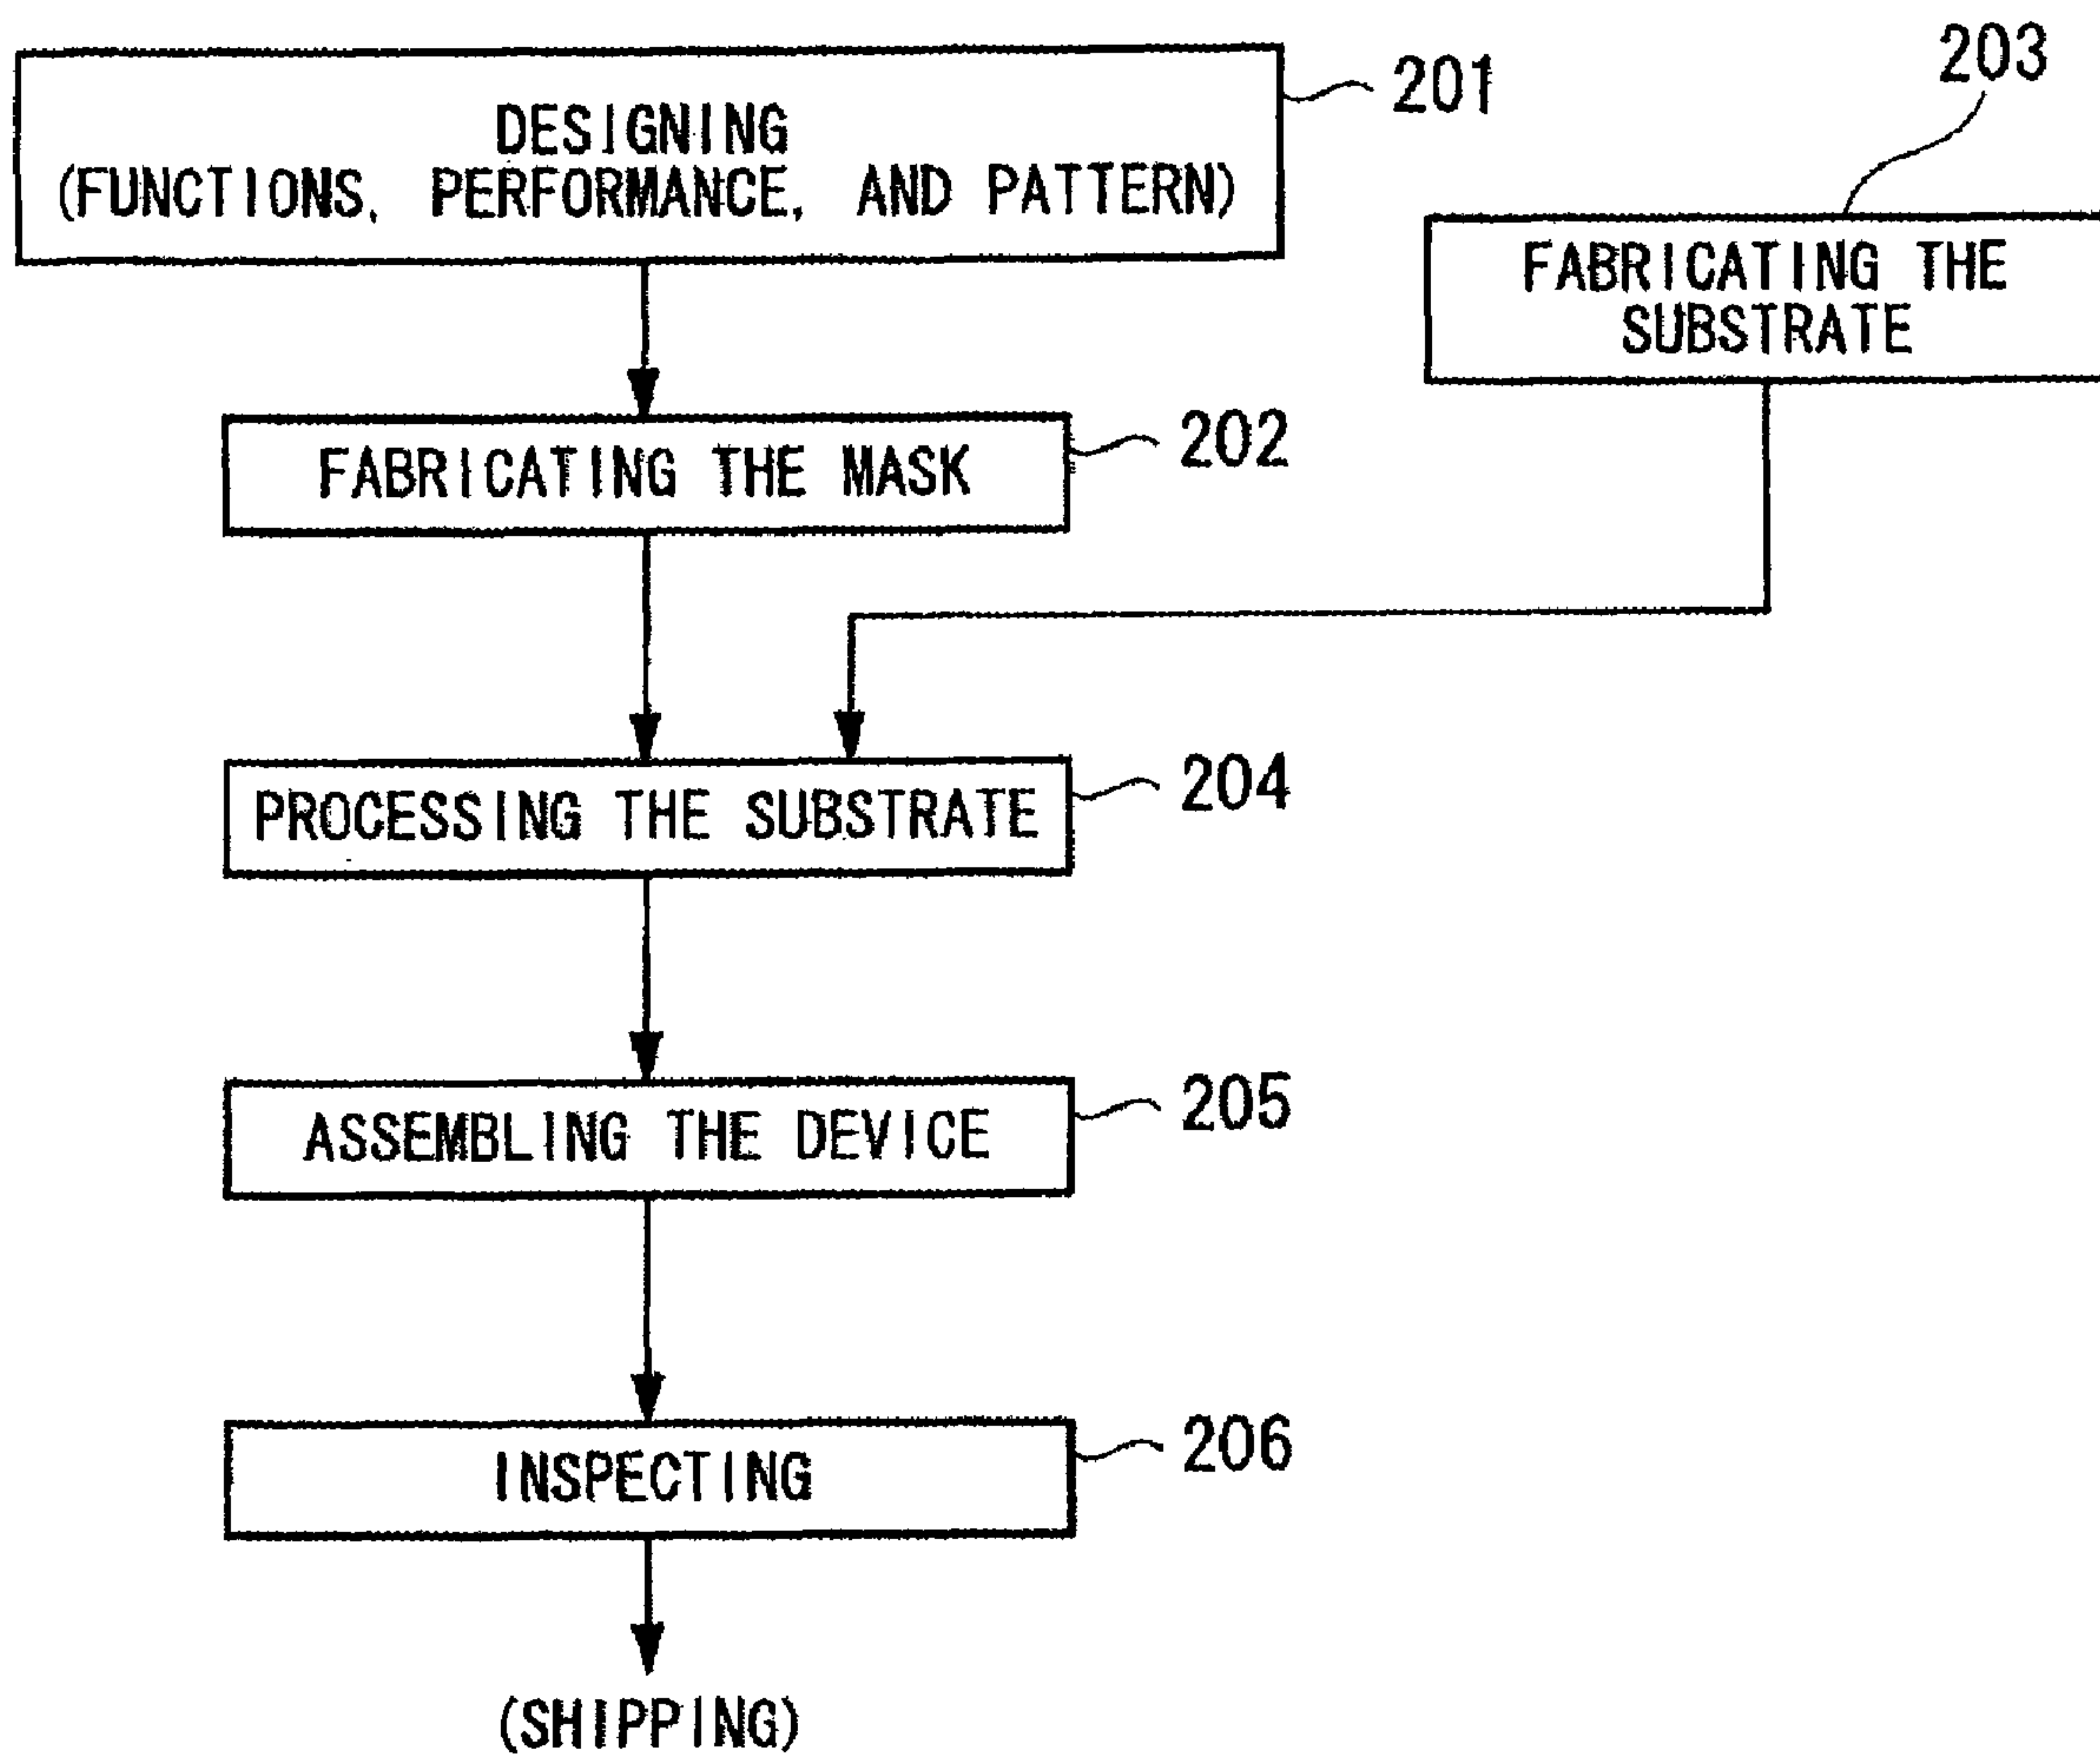 DESIGNING
(FUNCTIONS, PERFORMANCE, AND PATTERN)
201
203
FABRICATING THE
SUBSTRATE
FABRICATING THE MASK
202
PROCESSING THE SUBSTRATE
204
ASSEMBLING THE DEVICE
205
INSPECTING
206
(SHIPPING)